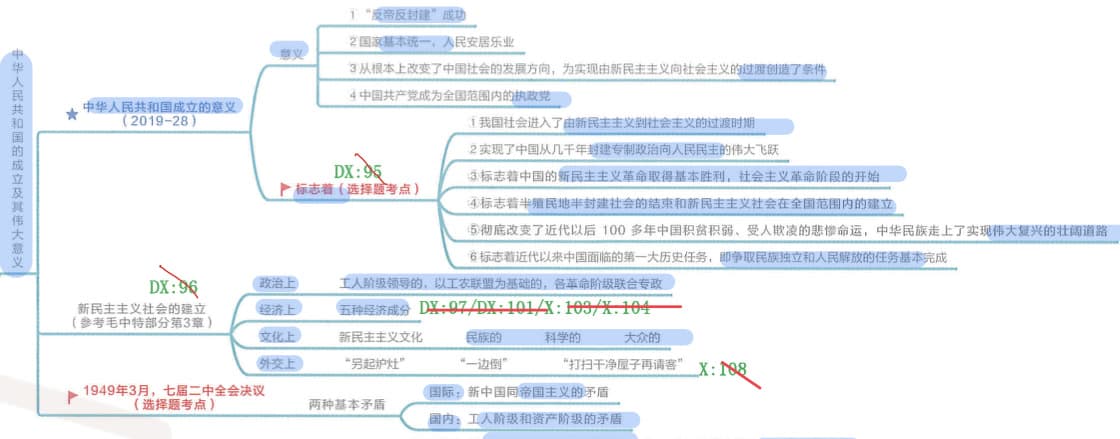 中华人民共和国的成立及其伟大意义
中华人民共和国成立的意义
（2019-28）
意义
①“反帝反封建”成功
②国家基本统一、人民安居乐业
3从根本上改变了中国社会的发展方向，为实现由新民主主义向社会主义的过渡创造了条件
4中国共产党成为全国范围内的执政党
DX:95
标志着（选择题考点）
①我国社会进入了由新民主主义到社会主义的过渡时期
②实现了中国从几千年封建专制政治向人民民主的伟大飞跃
③标志着中国的新民主主义革命取得基本胜利，社会主义革命阶段的开始
④标志着半殖民地半封建社会的结束和新民主主义社会在全国范围内的建立
⑤彻底改变了近代以后 100 多年中国积贫积弱、受人欺凌的悲惨命运，中华民族走上了实现伟大复兴的壮阔道路
⑥标志着近代以来中国面临的第一大历史任务，即争取民族独立和人民解放的任务基本完成
DX:96
新民主主义社会的建立
（参考毛中特部分第3章）
政治上 工人阶级领导的，以工农联盟为基础的，各革命阶级联合专政
经济上 五种经济成分 DX:97/DX:101/X:103/X:104
文化上 新民主主义文化 民族的 科学的 大众的
外交上 “另起炉灶” “一边倒” “打扫干净屋子再请客” X:108
1949年3月，七届二中全会决议
（选择题考点）
两种基本矛盾
国际：新中国同帝国主义的矛盾
国内：工人阶级和资产阶级的矛盾